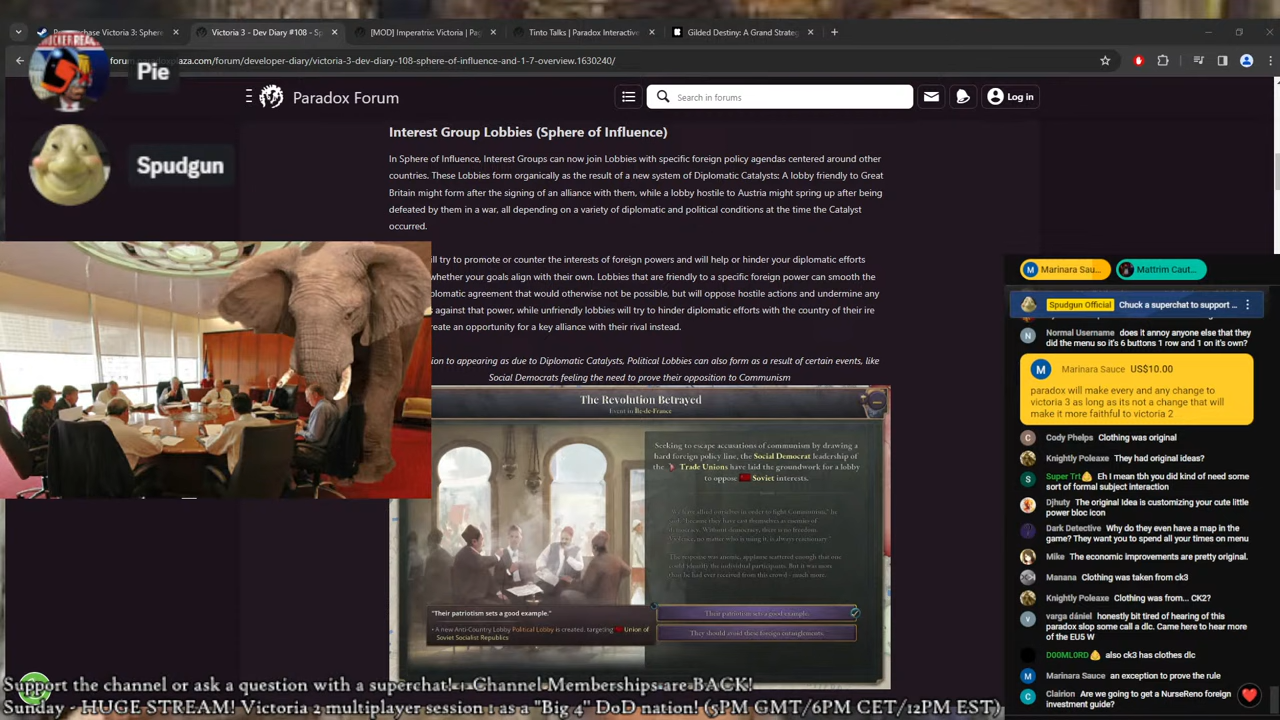 chase Victoria 3: Sphere
Victoria 3 - Dev Diary #108 - Sp
[MOD] Imperatrix: Victoria | Pag
Tinto Talks | Paradox Interactive
Gilded Destiny: A Grand Strateg
forum.paradoxplaza.com/forum/developer-diary/victoria-3-dev-diary-108-sphere-of-influence-and-1-7-overview.1630240/
Pie
Spudgun
Paradox Forum
Search in forums
Log in
Interest Group Lobbies (Sphere of Influence)
In Sphere of Influence, Interest Groups can now join Lobbies with specific foreign policy agendas centered around other
countries. These Lobbies form organically as the result of a new system of Diplomatic Catalysts: A lobby friendly to Great
Britain might form after the signing of an alliance with them, while a lobby hostile to Austria might spring up after being
defeated by them in a war, all depending on a variety of diplomatic and political conditions at the time the Catalyst
occurred.
ill try to promote or counter the interests of foreign powers and will help or hinder your diplomatic efforts
whether your goals align with their own. Lobbies that are friendly to a specific foreign power can smooth the
plomatic agreement that would otherwise not be possible, but will oppose hostile actions and undermine any
against that power, while unfriendly lobbies will try to hinder diplomatic efforts with the country of their ire
reate an opportunity for a key alliance with their rival instead.
ion to appearing as due to Diplomatic Catalysts, Political Lobbies can also form as a result of certain events, like
Social Democrats feeling the need to prove their opposition to Communism
The Revolution Betrayed
Event in Île-de-France
Seeking to escape accusations of communism by drawing a
hard foreign policy line, the Social Democrat leadership of
the Trade Unions have laid the groundwork for a lobby
to oppose Soviet interests.
Their patriotism sets a good example.
They should avoid these foreign entanglements.
"Their patriotism sets a good example."
• A new Anti-Country Lobby Political Lobby is created, targeting Union of
Soviet Socialist Republics
Marinara Sau...
Mattrim Caut...
Spudgun Official Chuck a superchat to support ...
Normal Username does it annoy anyone else that they
did the menu so it's 6 buttons 1 row and 1 on it's own?
Marinara Sauce US$10.00
paradox will make every and any change to
victoria 3 as long as its not a change that will
make it more faithful to victoria 2
Cody Phelps Clothing was original
Knightly Poleaxe They had original ideas?
Super Trt Eh I mean tbh you did kind of need some
sort of formal subject interaction
Djhuty The original Idea is customizing your cute little
power bloc icon
Dark Detective Why do they even have a map in the
game? They want you to spend all your times on menu
Mike The economic improvements are pretty original.
Manana Clothing was taken from ck3
Knightly Poleaxe Clothing was from... CK2?
varga dániel honestly bit tired of hearing of this
paradox slop some call a dlc. Came here to hear more
of the EU5 W
D00ML0RD also ck3 has clothes dlc
Marinara Sauce an exception to prove the rule
Clairion Are we going to get a NurseReno foreign
investment guide?
Support the channel or ask a question with a superchat! + Channel Memberships are BACK!
Sunday - HUGE STREAM! Victoria 2 multiplayer session 1 as a "Big 4" DoD nation! (5PM GMT/6PM CET/12PM EST)